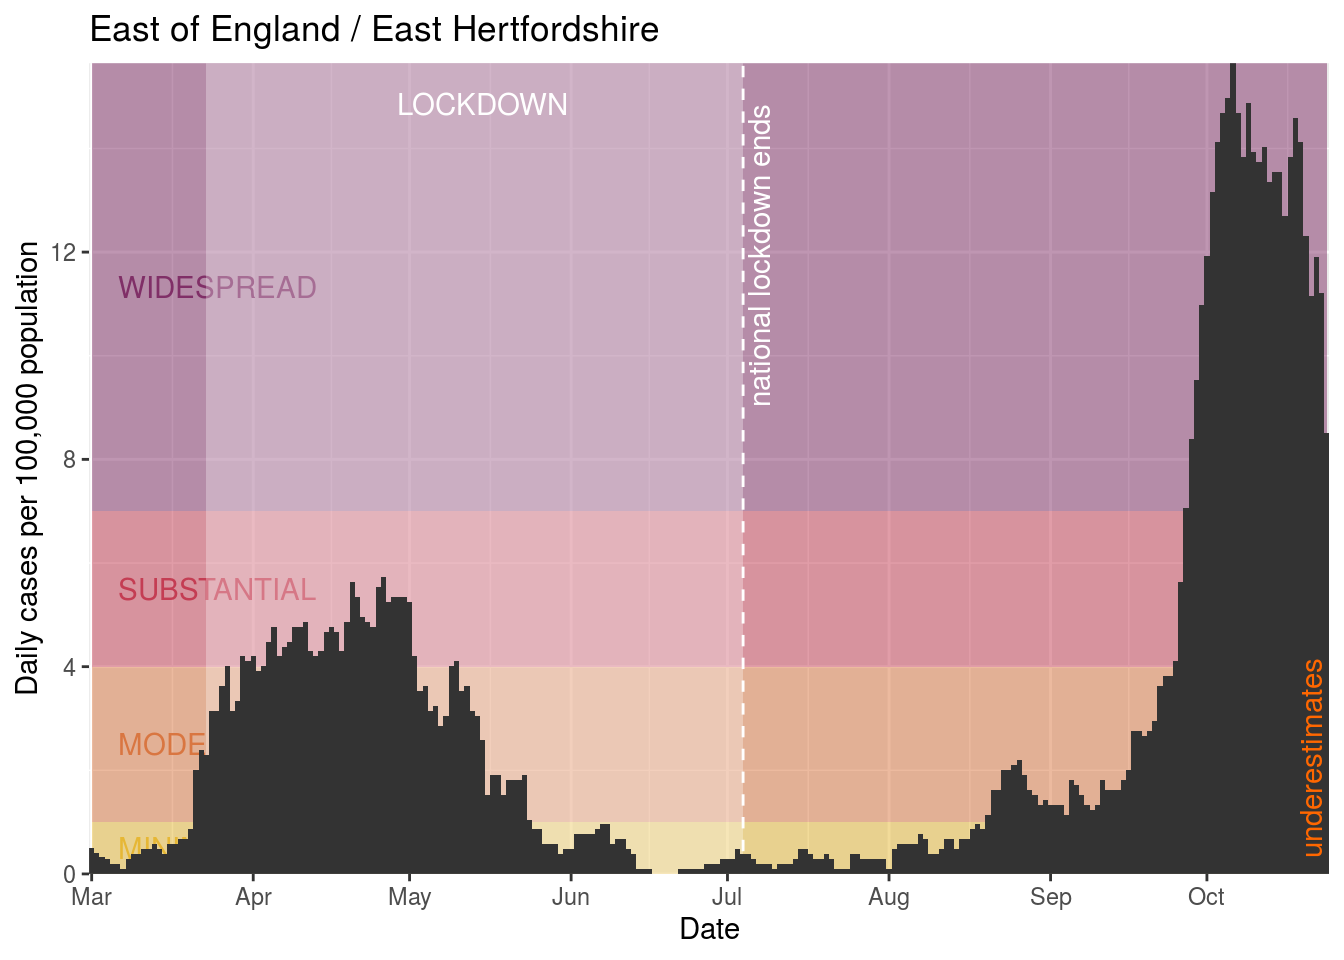 East of England / East Hertfordshire
LOCKDOWN
national lockdown ends
WIDESPREAD
SUBSTANTIAL
MODE
MINI
underestimates
Daily cases per 100,000 population
12
8
4
0
Mar Apr May Jun Jul Aug Sep Oct
Date